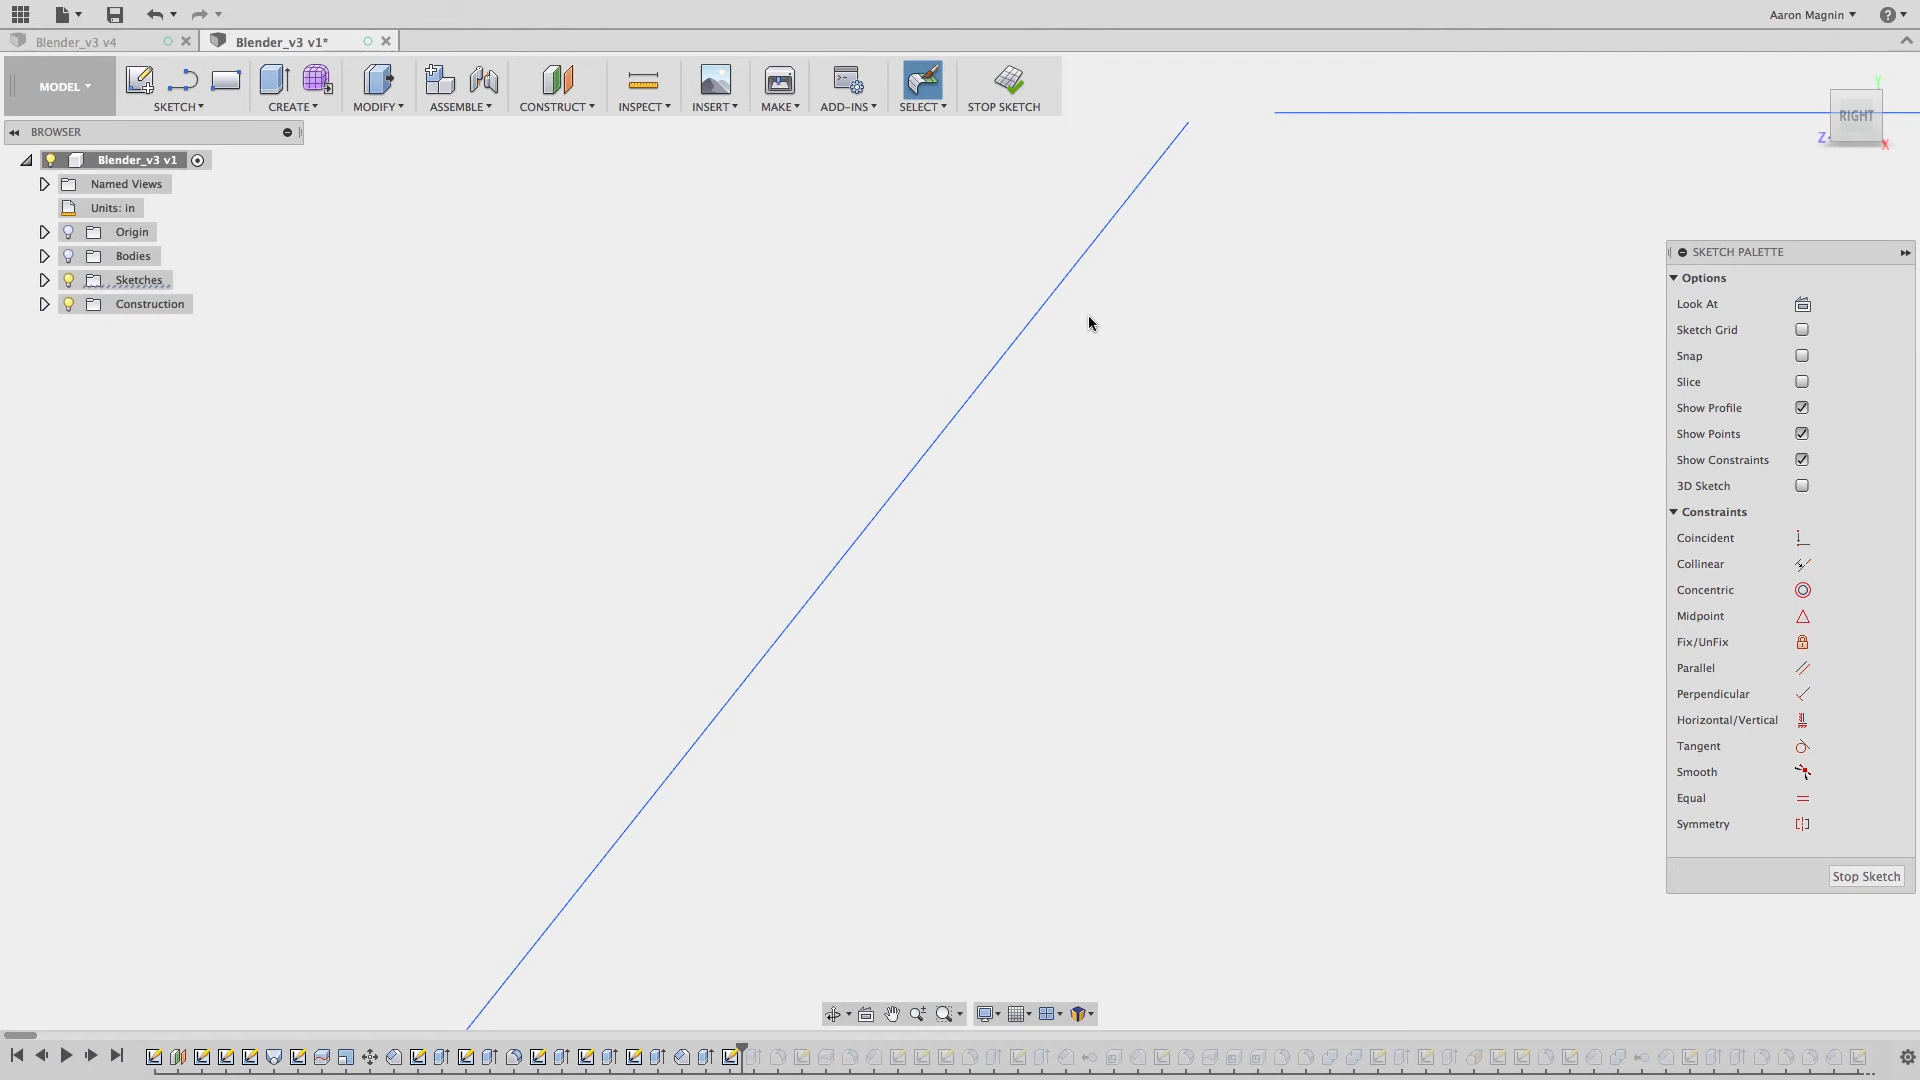 Aaron Magnin
Blender_v3 v4
Blender_v3 v1*
MODEL
SKETCH
CREATE
MODIFY
ASSEMBLE
CONSTRUCT
INSPECT
INSERT
MAKE
ADD-INS
SELECT
STOP SKETCH
Y
RIGHT
Z
X
BROWSER
Blender_v3 v1
Named Views
Units: in
Origin
Bodies
Sketches
Construction
SKETCH PALETTE
Options
Look At
Sketch Grid
Snap
Slice
Show Profile
Show Points
Show Constraints
3D Sketch
Constraints
Coincident
Collinear
Concentric
Midpoint
Fix/UnFix
Parallel
Perpendicular
Horizontal/Vertical
Tangent
Smooth
Equal
Symmetry
Stop Sketch